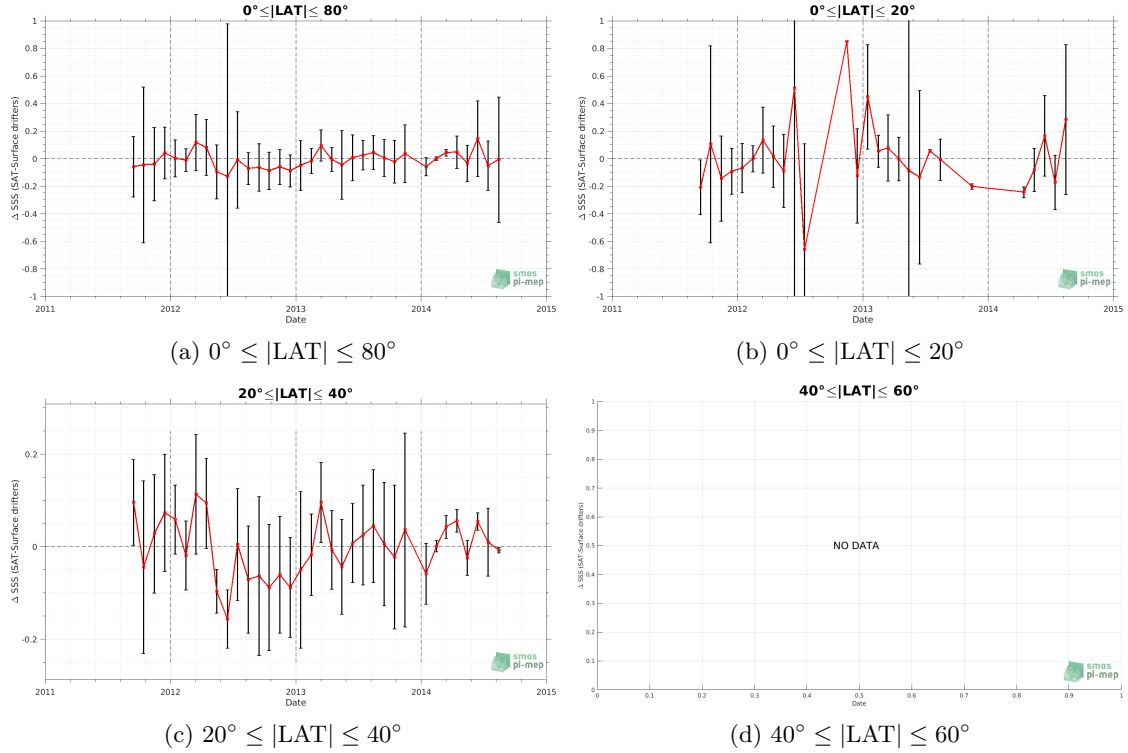 0°≤|LAT|≤ 80°
1
0.8
0.6
0.4
0.2
0
-0.2
-0.4
-0.6
-0.8
-1
Δ SSS (SAT-Surface drifters)
2011
2012
2013
2014
2015
Date
smos
pi-mep
(a) 0° ≤ |LAT| ≤ 80°
0°≤|LAT|≤ 20°
1
0.8
0.6
0.4
0.2
0
-0.2
-0.4
-0.6
-0.8
-1
Δ SSS (SAT-Surface drifters)
2011
2012
2013
2014
2015
Date
smos
pi-mep
(b) 0° ≤ |LAT| ≤ 20°
20°≤|LAT|≤ 40°
0.2
0
-0.2
Δ SSS (SAT-Surface drifters)
2011
2012
2013
2014
2015
Date
smos
pi-mep
(c) 20° ≤ |LAT| ≤ 40°
40°≤|LAT|≤ 60°
1
0.9
0.8
0.7
0.6
0.5
0.4
0.3
0.2
0.1
0
Δ SSS (SAT-Surface drifters)
NO DATA
0
0.1
0.2
0.3
0.4
0.5
0.6
0.7
0.8
0.9
1
Date
smos
pi-mep
(d) 40° ≤ |LAT| ≤ 60°